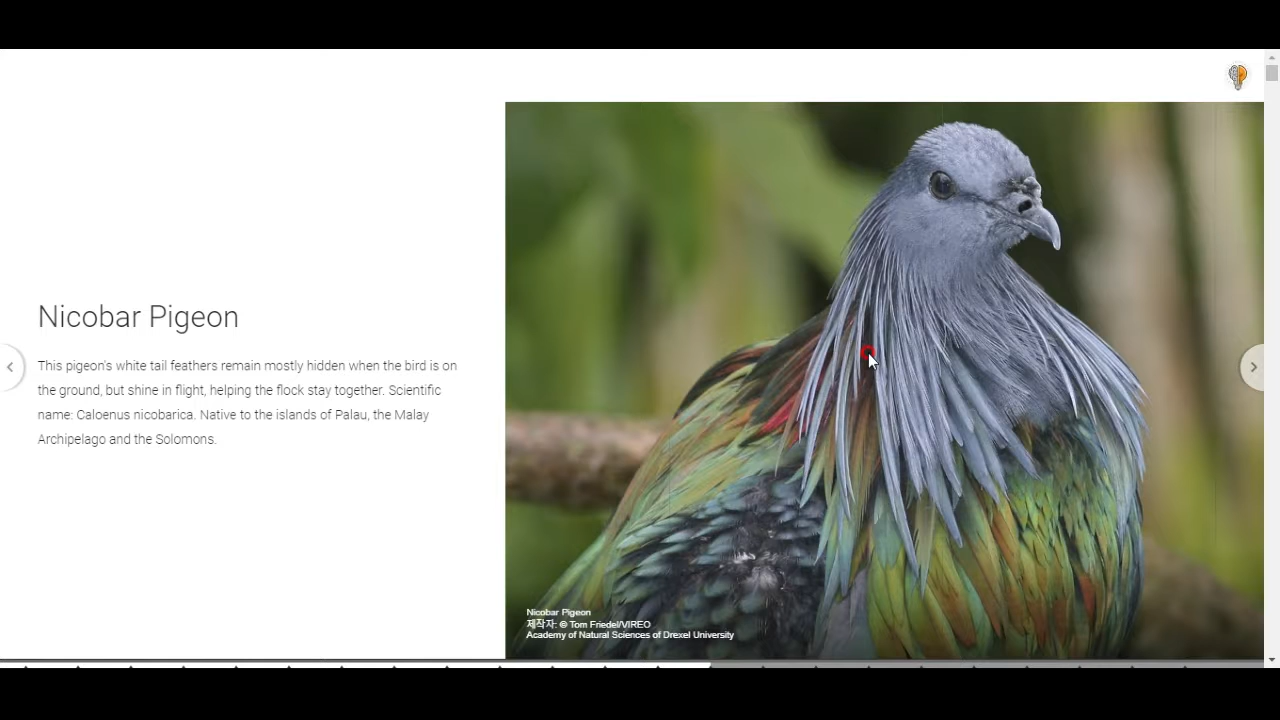 Nicobar Pigeon
This pigeon's white tail feathers remain mostly hidden when the bird is on
the ground, but shine in flight, helping the flock stay together. Scientific
name: Caloenus nicobarica. Native to the islands of Palau, the Malay
Archipelago and the Solomons.
Nicobar Pigeon
제작자: © Tom Friedel/VIREO
Academy of Natural Sciences of Drexel University